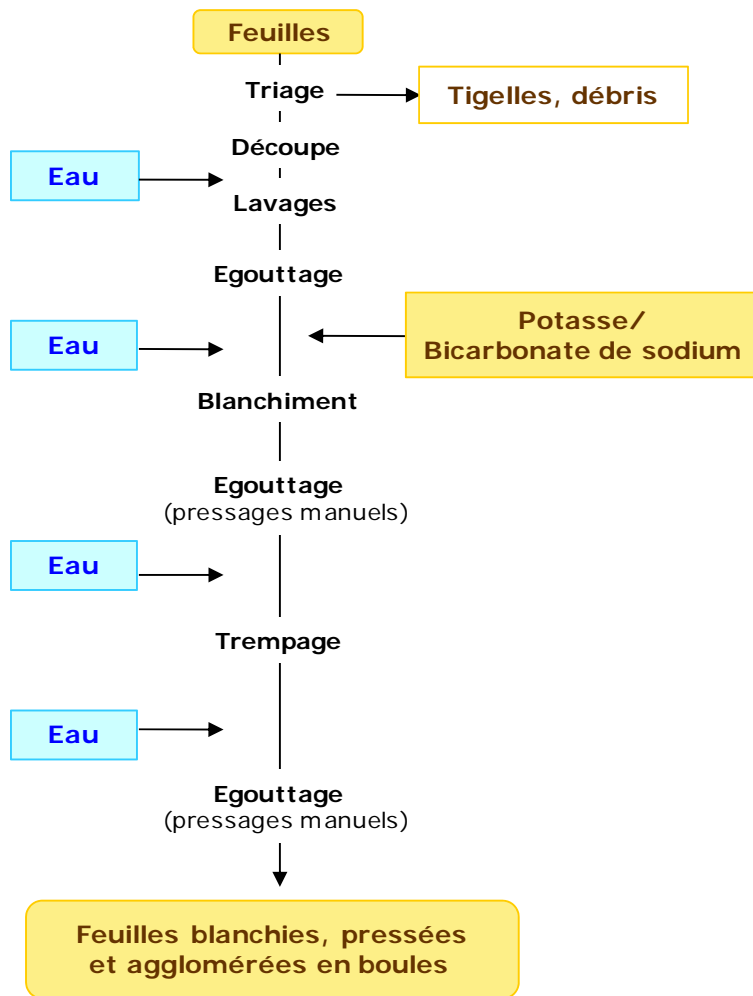 Feuilles
Triage
Tigelles, débris
Découpe
Eau
Lavages
Egouttage
Potasse/
Bicarbonate de sodium
Eau
Blanchiment
Egouttage
(pressages manuels)
Eau
Trempage
Eau
Egouttage
(pressages manuels)
Feuilles blanchies, pressées
et agglomérées en boules